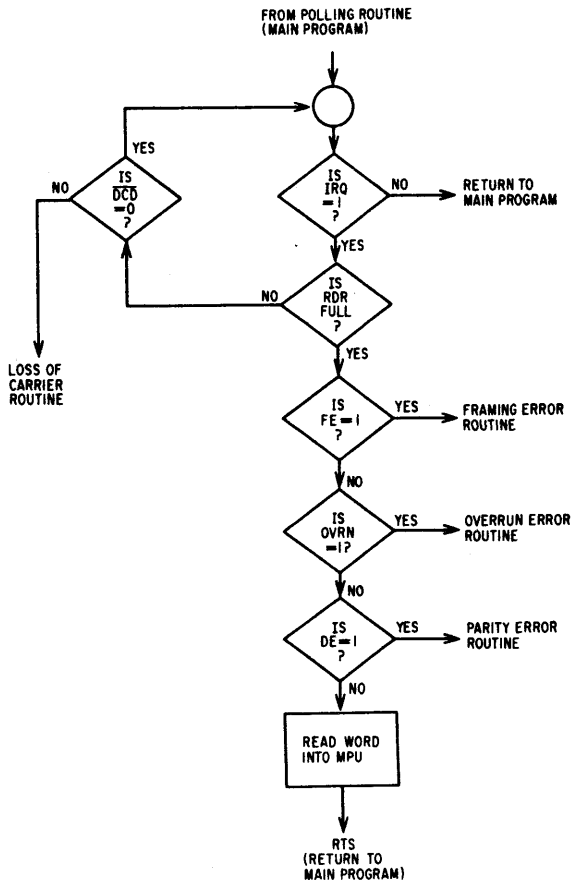 FROM POLLING ROUTINE
(MAIN PROGRAM)
YES
IS
DCD
=0
?
NO
IS
IRQ
=1
?
NO
RETURN TO
MAIN PROGRAM
YES
NO
IS
RDR
FULL
?
YES
LOSS OF
CARRIER
ROUTINE
IS
FE=1
?
YES
FRAMING ERROR
ROUTINE
NO
IS
OVRN
=1?
YES
OVERRUN ERROR
ROUTINE
NO
IS
DE=1
?
YES
PARITY ERROR
ROUTINE
NO
READ WORD
INTO MPU
RTS
(RETURN TO
MAIN PROGRAM)